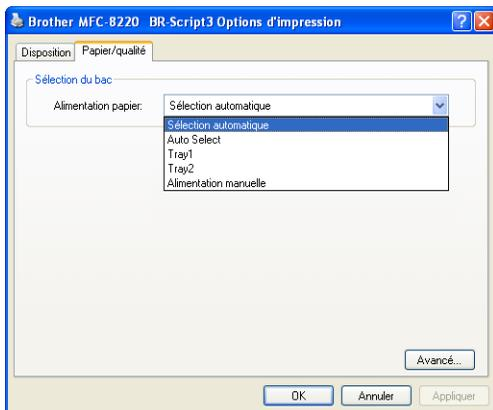 Brother MFC-8220 BR-Script3 Options d'impression
Disposition Papier/qualité
Sélection du bac
Alimentation papier: Sélection automatique
Sélection automatique
Auto Select
Tray1
Tray2
Alimentation manuelle
Avancé...
OK Annuler Appliquer